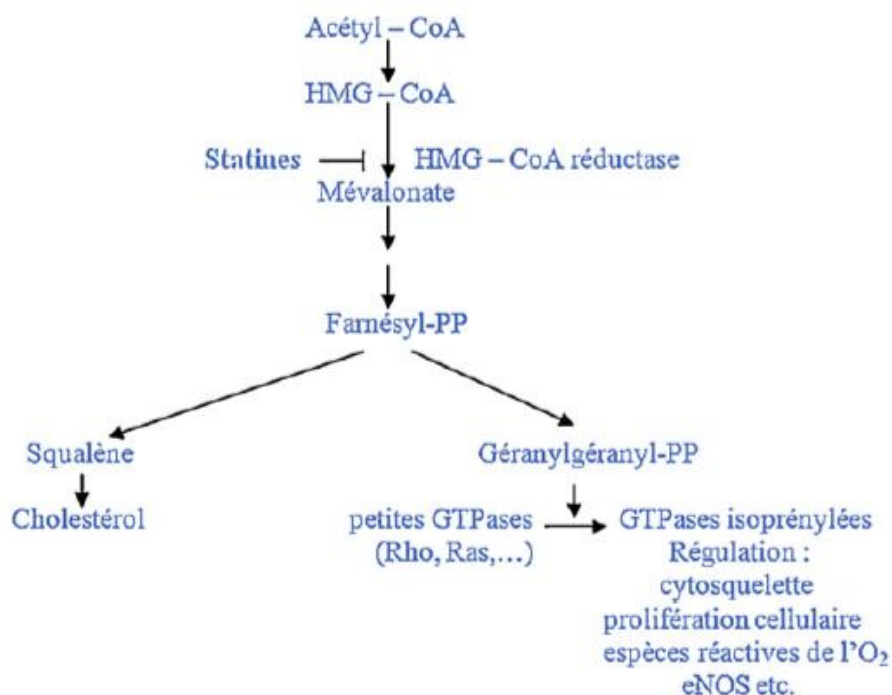 Acétyl – CoA
HMG – CoA
Statines
HMG – CoA réductase
Mévalonate
Farnésyl-PP
Squalène
Géranylgéranyl-PP
Cholestérol
petites GTPases
(Rho, Ras,…)
GTPases isoprénylées
Régulation :
cytosquelette
prolifération cellulaire
espèces réactives de l’O₂
eNOS etc.